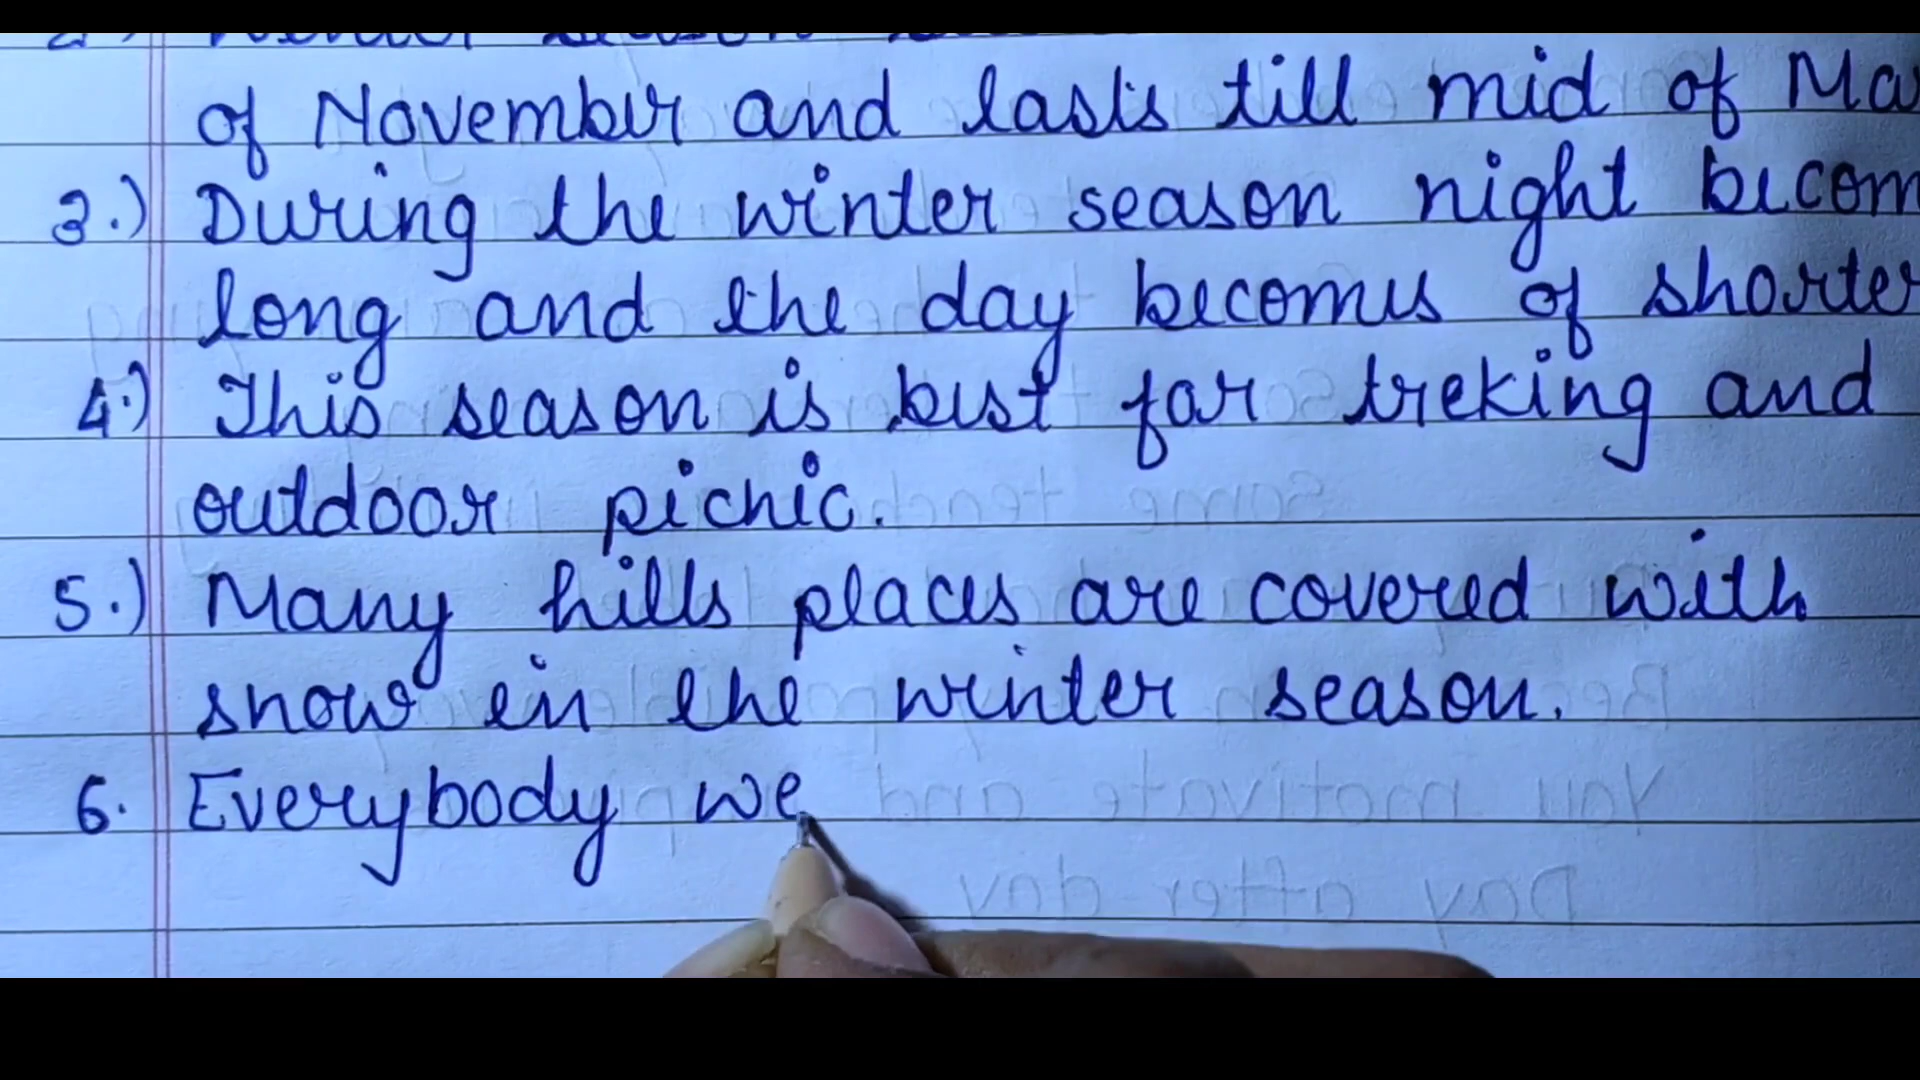 of November and lasts till mid of Ma
3.) During the winter season night becom
long and the day becomes of shorter
4.) This season is best for treking and
outdoor picnic.
5.) Many hills places are covered with
snow in the winter season.
6. Everybody we